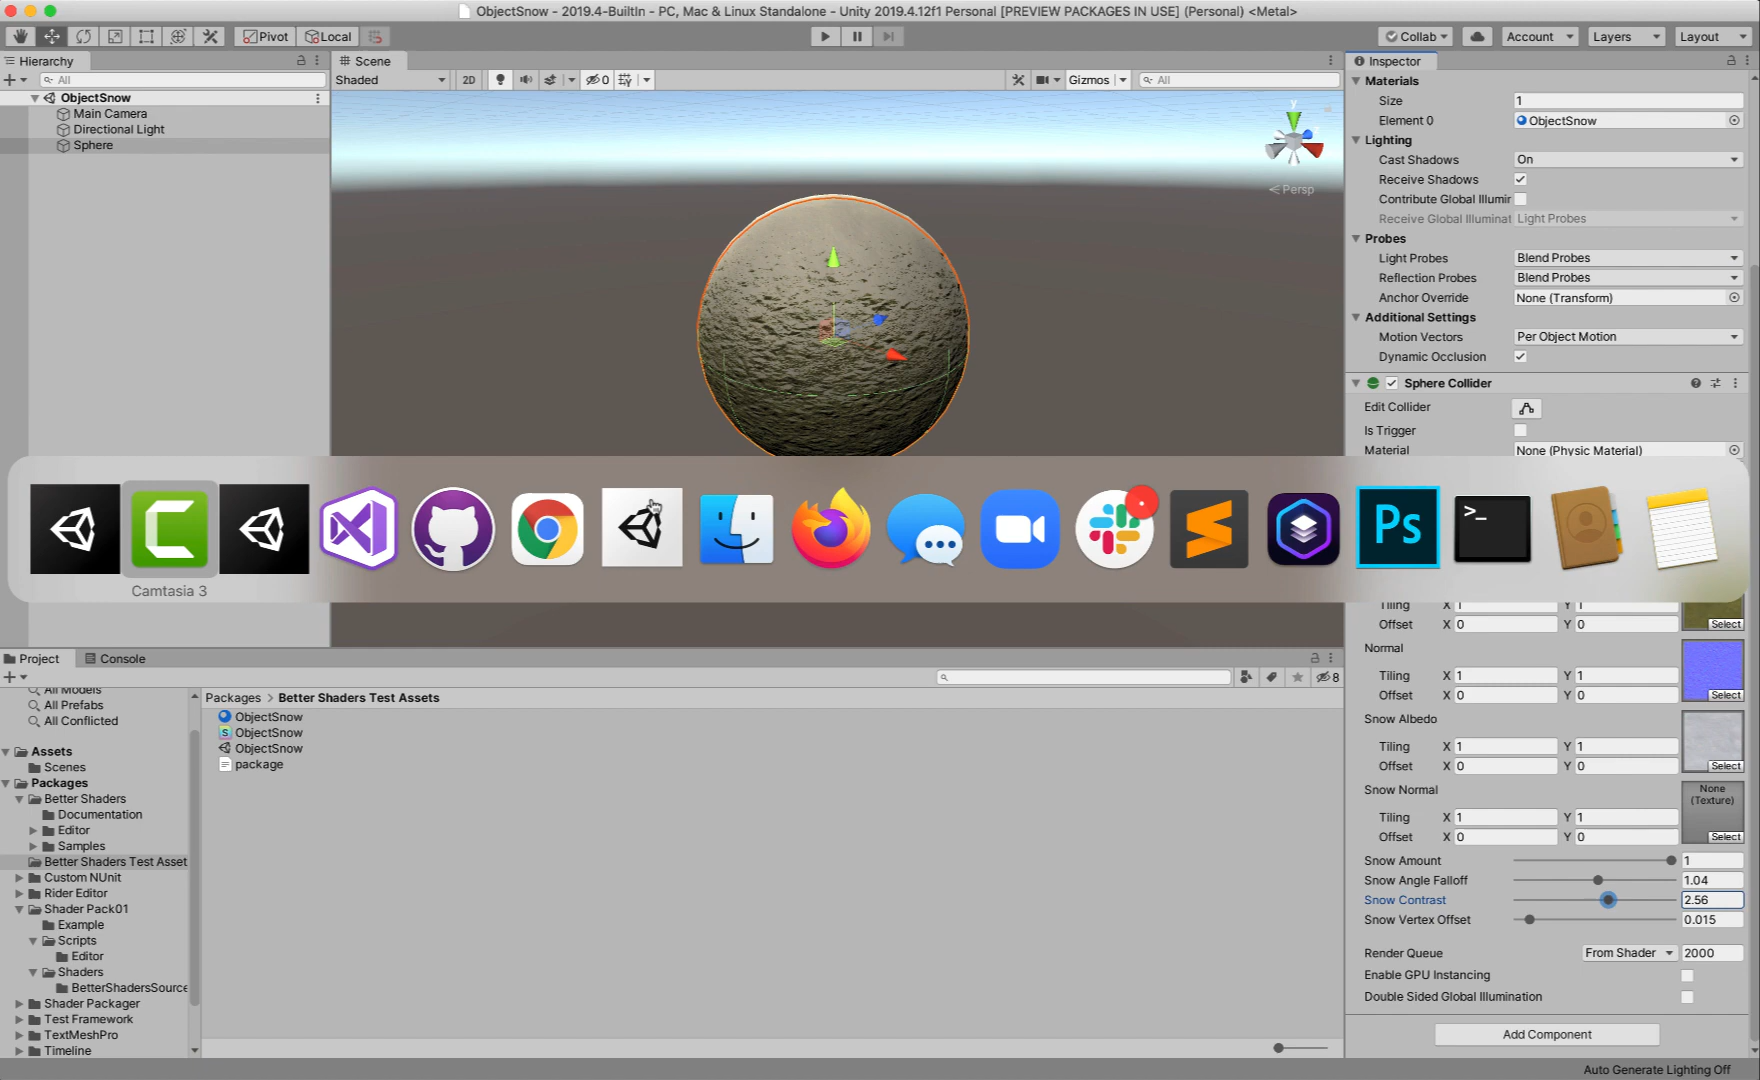 ObjectSnow - 2019.4-BuiltIn - PC, Mac & Linux Standalone - Unity 2019.4.12f1 Personal [PREVIEW PACKAGES IN USE] (Personal) <Metal>
Pivot Local Collab Account Layers Layout
Hierarchy
All
ObjectSnow
Main Camera
Directional Light
Sphere
Scene
Shaded 2D 0 Gizmos All
y
Persp
Inspector
Materials
Size 1
Element 0 ObjectSnow
Lighting
Cast Shadows On
Receive Shadows
Contribute Global Illumir
Receive Global Illuminat Light Probes
Probes
Light Probes Blend Probes
Reflection Probes Blend Probes
Anchor Override None (Transform)
Additional Settings
Motion Vectors Per Object Motion
Dynamic Occlusion
Sphere Collider
Edit Collider
Is Trigger
Material None (Physic Material)
Ps
>_
Camtasia 3
Tiling X 1 Y 1
Offset X 0 Y 0 Select
Normal
Tiling X 1 Y 1
Offset X 0 Y 0 Select
Snow Albedo
Tiling X 1 Y 1
Offset X 0 Y 0 Select
Snow Normal None (Texture)
Tiling X 1 Y 1
Offset X 0 Y 0 Select
Snow Amount 1
Snow Angle Falloff 1.04
Snow Contrast 2.56
Snow Vertex Offset 0.015
Render Queue From Shader 2000
Enable GPU Instancing
Double Sided Global Illumination
Add Component
Project Console
8
All Models
All Prefabs
All Conflicted
Assets
Scenes
Packages
Better Shaders
Documentation
Editor
Samples
Better Shaders Test Asset
Custom NUnit
Rider Editor
Shader Pack01
Example
Scripts
Editor
Shaders
BetterShadersSource
Shader Packager
Test Framework
TextMeshPro
Timeline
Packages > Better Shaders Test Assets
ObjectSnow
ObjectSnow
ObjectSnow
package
Auto Generate Lighting Off